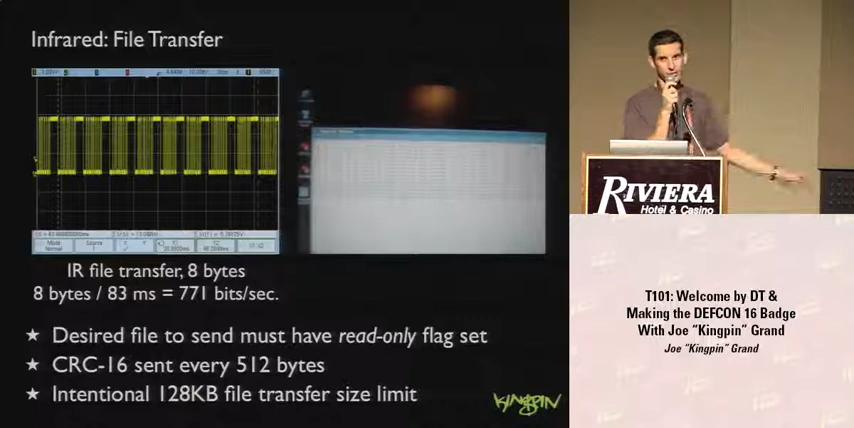 Infrared: File Transfer
IR file transfer, 8 bytes
8 bytes / 83 ms = 771 bits/sec.
★ Desired file to send must have read-only flag set
★ CRC-16 sent every 512 bytes
★ Intentional 128KB file transfer size limit
KINGPIN
RIVIERA
Hotel & Casino
T101: Welcome by DT &
Making the DEFCON 16 Badge
With Joe “Kingpin” Grand
Joe “Kingpin” Grand